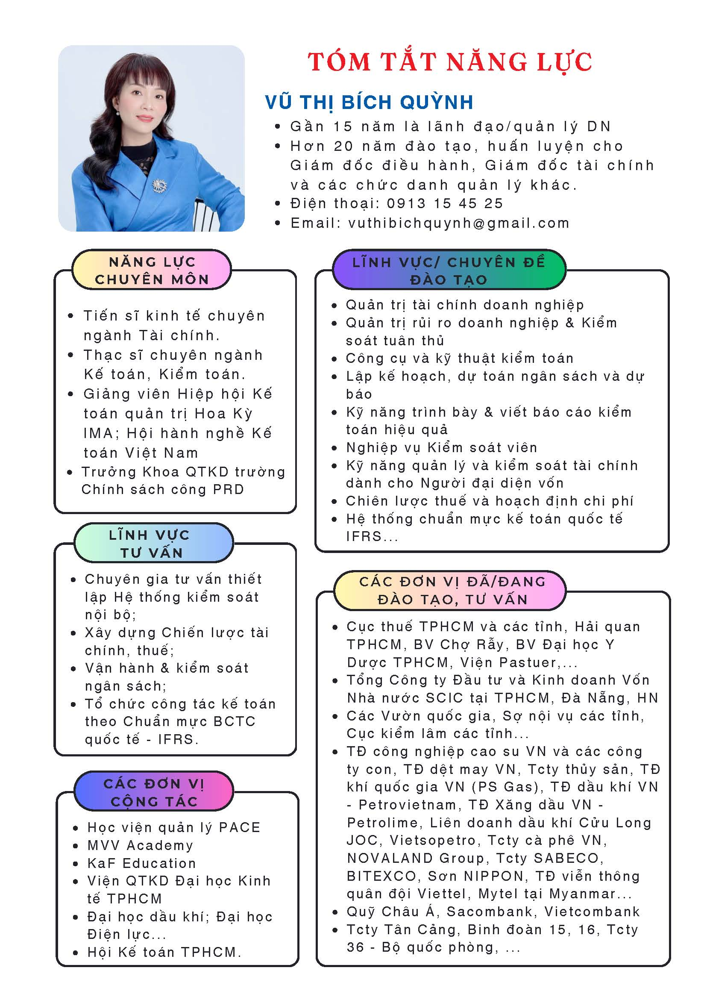 TÓM TẮT NĂNG LỰC
VŨ THỊ BÍCH QUỲNH
• Gần 15 năm là lãnh đạo/quản lý DN
• Hơn 20 năm đào tạo, huấn luyện cho
Giám đốc điều hành, Giám đốc tài chính
và các chức danh quản lý khác.
• Điện thoại: 0913 15 45 25
• Email: vuthibichquynh@gmail.com
NĂNG LỰC
CHUYÊN MÔN
• Tiến sĩ kinh tế chuyên
ngành Tài chính.
• Thạc sĩ chuyên ngành
Kế toán, Kiểm toán.
• Giảng viên Hiệp hội Kế
toán quản trị Hoa Kỳ
IMA; Hội hành nghề Kế
toán Việt Nam
• Trưởng Khoa QTKD trường
Chính sách công PRD
LĨNH VỰC
TƯ VẤN
• Chuyên gia tư vấn thiết
lập Hệ thống kiểm soát
nội bộ;
• Xây dựng Chiến lược tài
chính, thuế;
• Vận hành & kiểm soát
ngân sách;
• Tổ chức công tác kế toán
theo Chuẩn mực BCTC
quốc tế - IFRS.
CÁC ĐƠN VỊ
CỘNG TÁC
• Học viện quản lý PACE
• MVV Academy
• KaF Education
• Viện QTKD Đại học Kinh
tế TPHCM
• Đại học dầu khí; Đại học
Điện lực...
• Hội Kế toán TPHCM.
LĨNH VỰC/ CHUYÊN ĐỀ
ĐÀO TẠO
• Quản trị tài chính doanh nghiệp
• Quản trị rủi ro doanh nghiệp & Kiểm
soát tuân thủ
• Công cụ và kỹ thuật kiểm toán
• Lập kế hoạch, dự toán ngân sách và dự
báo
• Kỹ năng trình bày & viết báo cáo kiểm
toán hiệu quả
• Nghiệp vụ Kiểm soát viên
• Kỹ năng quản lý và kiểm soát tài chính
dành cho Người đại diện vốn
• Chiên lược thuế và hoạch định chi phí
• Hệ thống chuẩn mực kế toán quốc tế
IFRS...
CÁC ĐƠN VỊ ĐÃ/ĐANG
ĐÀO TẠO, TƯ VẤN
• Cục thuế TPHCM và các tỉnh, Hải quan
TPHCM, BV Chợ Rẫy, BV Đại học Y
Dược TPHCM, Viện Pastuer,...
• Tổng Công ty Đầu tư và Kinh doanh Vốn
Nhà nước SCIC tại TPHCM, Đà Nẵng, HN
• Các Vườn quốc gia, Sợ nội vụ các tỉnh,
Cục kiểm lâm các tỉnh...
• TĐ công nghiệp cao su VN và các công
ty con, TĐ dệt may VN, Tcty thủy sản, TĐ
khí quốc gia VN (PS Gas), TĐ dầu khí VN
- Petrovietnam, TĐ Xăng dầu VN -
Petrolime, Liên doanh dầu khí Cửu Long
JOC, Vietsopetro, Tcty cà phê VN,
NOVALAND Group, Tcty SABECO,
BITEXCO, Sơn NIPPON, TĐ viễn thông
quân đội Viettel, Mytel tại Myanmar...
• Quỹ Châu Á, Sacombank, Vietcombank
• Tcty Tân Cảng, Binh đoàn 15, 16, Tcty
36 - Bộ quốc phòng, ...